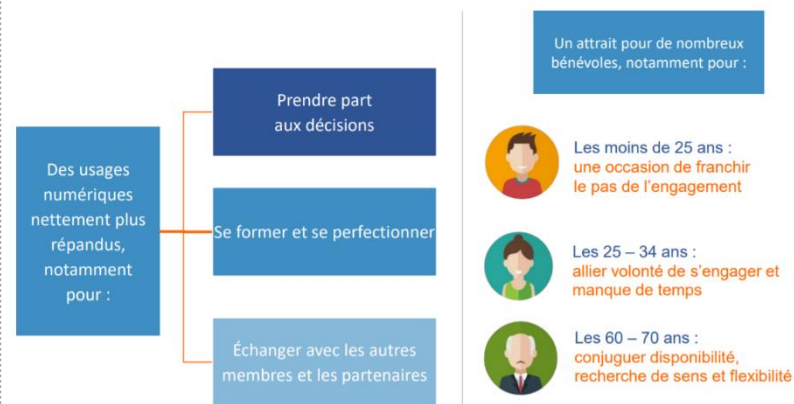 Des usages
numériques
nettement plus
répandus,
notamment
pour :
Prendre part
aux décisions
Se former et se perfectionner
Échanger avec les autres
membres et les partenaires
Un attrait pour de nombreux
bénévoles, notamment pour :
Les moins de 25 ans :
une occasion de franchir
le pas de l’engagement
Les 25 – 34 ans :
allier volonté de s’engager et
manque de temps
Les 60 – 70 ans :
conjuguer disponibilité,
recherche de sens et flexibilité